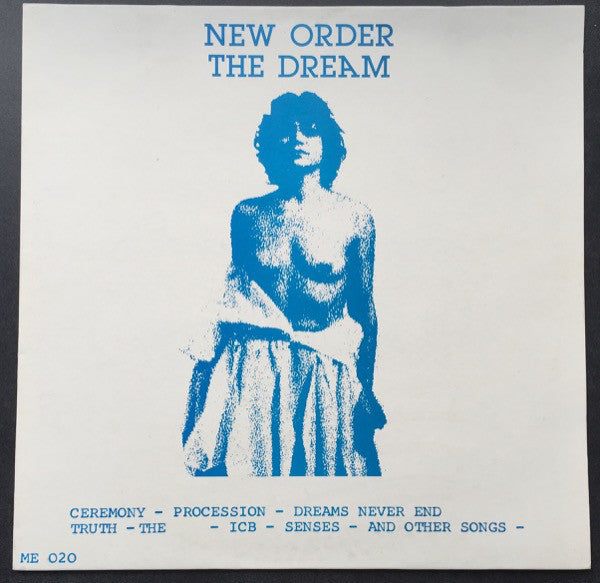 NEW ORDER
THE DREAM
CEREMONY - PROCESSION - DREAMS NEVER END
TRUTH - THE - ICB - SENSES - AND OTHER SONGS -
ME 020